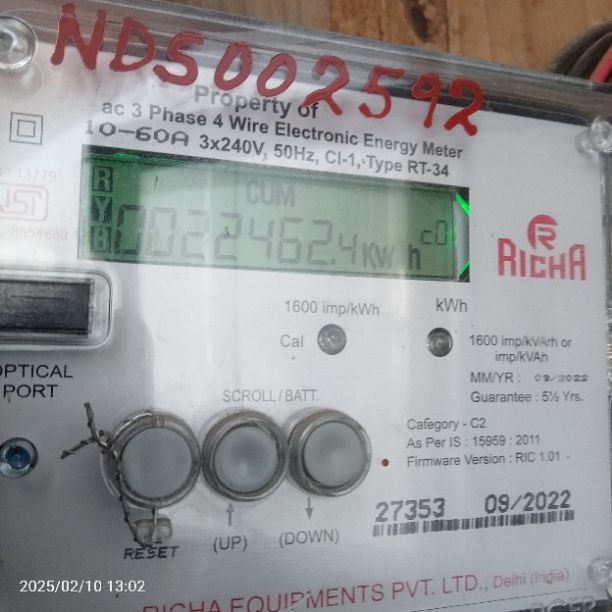 NDS002592
Property of
ac 3 Phase 4 Wire Electronic Energy Meter
10-60A 3x240V, 50Hz, Cl-1, Type RT-34
: 13779
R
Y
B
CUM
0022462.4 KW h
c0
RICHA
1600 imp/kWh
kWh
Cal
1600 imp/kVArh or
imp/kVAh
OPTICAL
PORT
MM/YR : 09/2022
Guarantee : 5½ Yrs.
SCROLL/BATT.
Category - C2
As Per IS : 15959 : 2011
Firmware Version : RIC 1.01 -
27353 09/2022
RESET
(UP)
(DOWN)
2025/02/10 13:02
RICHA EQUIPMENTS PVT. LTD., Delhi (India)